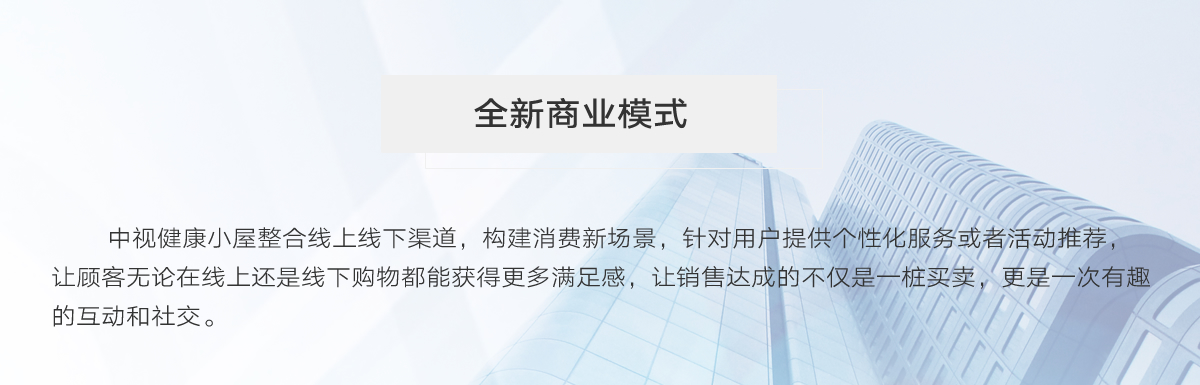 全新商业模式
中视健康小屋整合线上线下渠道，构建消费新场景，针对用户提供个性化服务或者活动推荐，
让顾客无论在线上还是线下购物都能获得更多满足感，让销售达成的不仅是一桩买卖，更是一次有趣
的互动和社交。